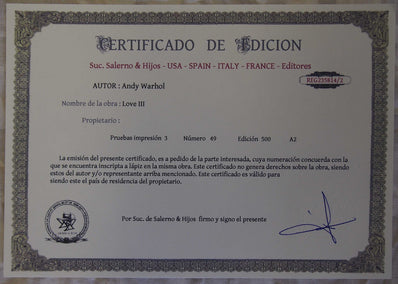 CERTIFICADO DE EDICION
Suc. Salerno & Hijos - USA - SPAIN - ITALY - FRANCE - Editores
REG235814/2
AUTOR : Andy Warhol
Nombre de la obra : Love III
Propietario :
Pruebas impresión 3 Número 49 Edición 500 A2
La emisión del presente certificado, es a pedido de la parte interesada, cuya numeración concuerda con la
que se encuentra inscripta a lápiz en la misma obra. Este certificado no genera derechos sobre la obra, siendo
estos del autor y/o representante arriba mencionado. Este certificado es válido para
siendo este el país de residencia del propietario.
Por Suc. de Salerno & Hijos firmo y signo el presente